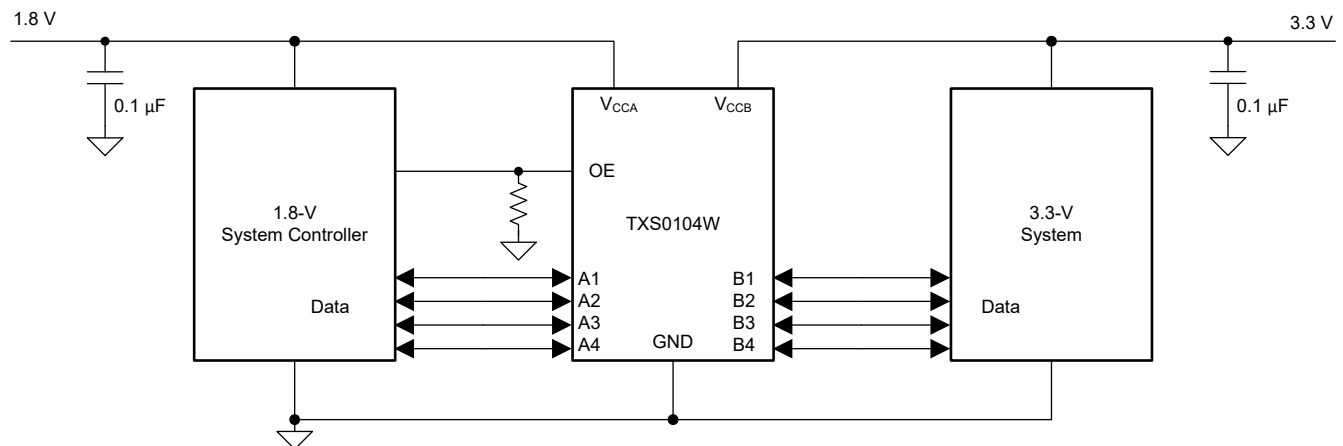 1.8 V
3.3 V
0.1 µF
0.1 µF
VCCA
VCCB
OE
1.8-V
System Controller
TXS0104W
3.3-V
System
Data
A1
A2
A3
A4
GND
B1
B2
B3
B4
Data